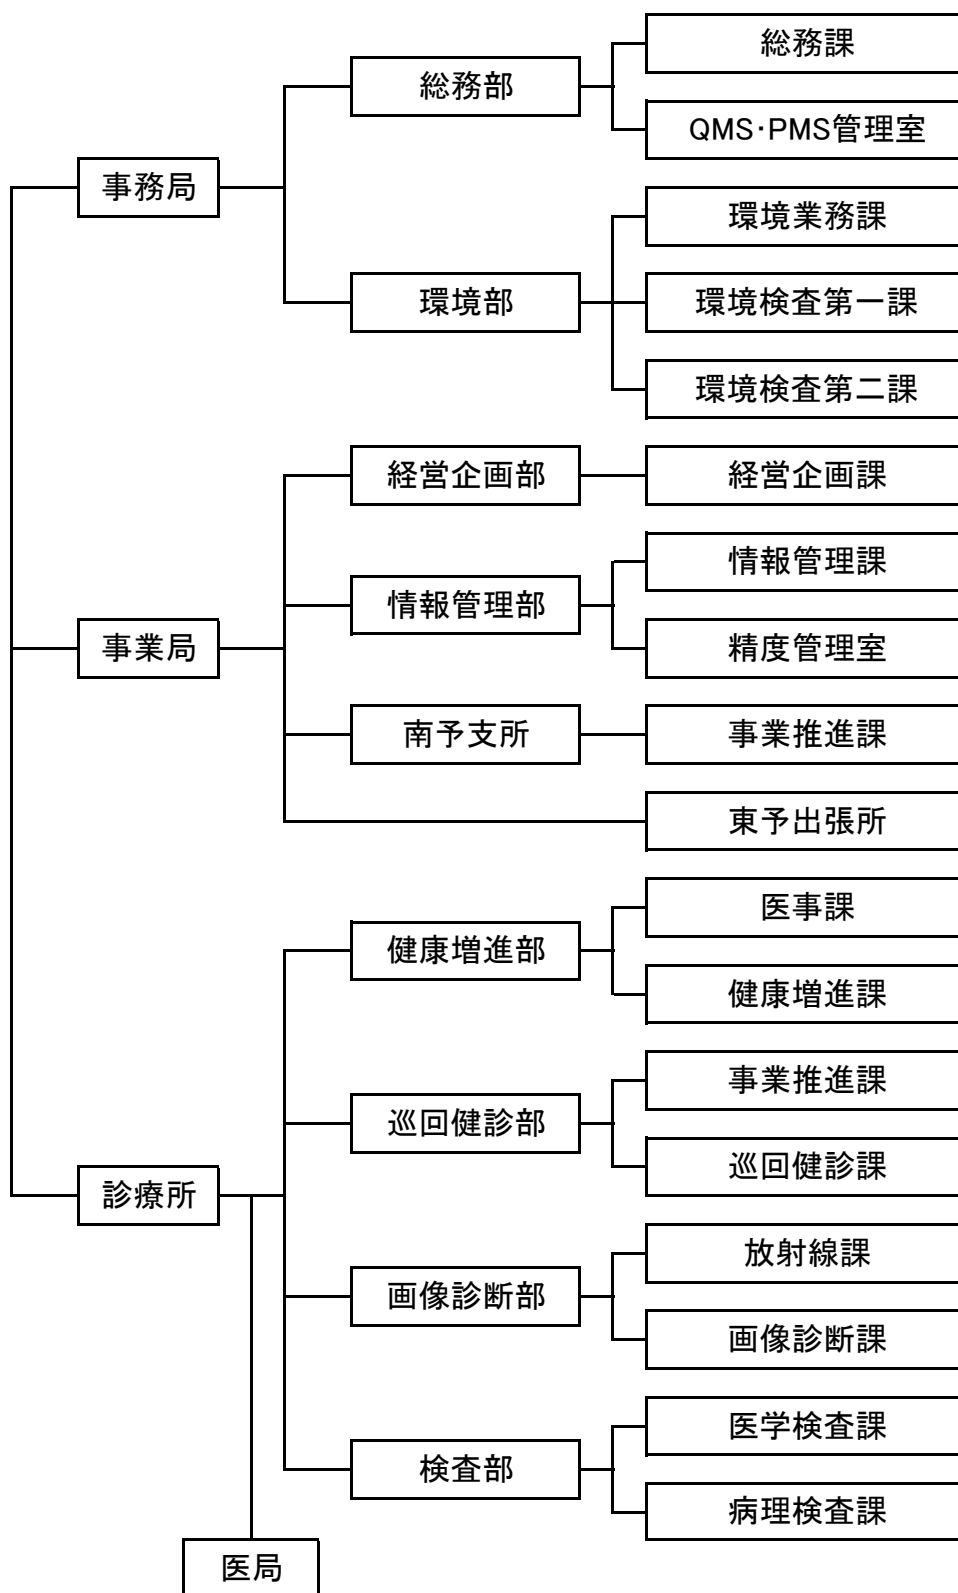 総務課
総務部
QMS・PMS管理室
事務局
環境業務課
環境部
環境検査第一課
環境検査第二課
経営企画部
経営企画課
情報管理課
情報管理部
事業局
精度管理室
南予支所
事業推進課
東予出張所
医事課
健康増進部
健康増進課
事業推進課
巡回健診部
巡回健診課
診療所
放射線課
画像診断部
画像診断課
医学検査課
検査部
病理検査課
医局